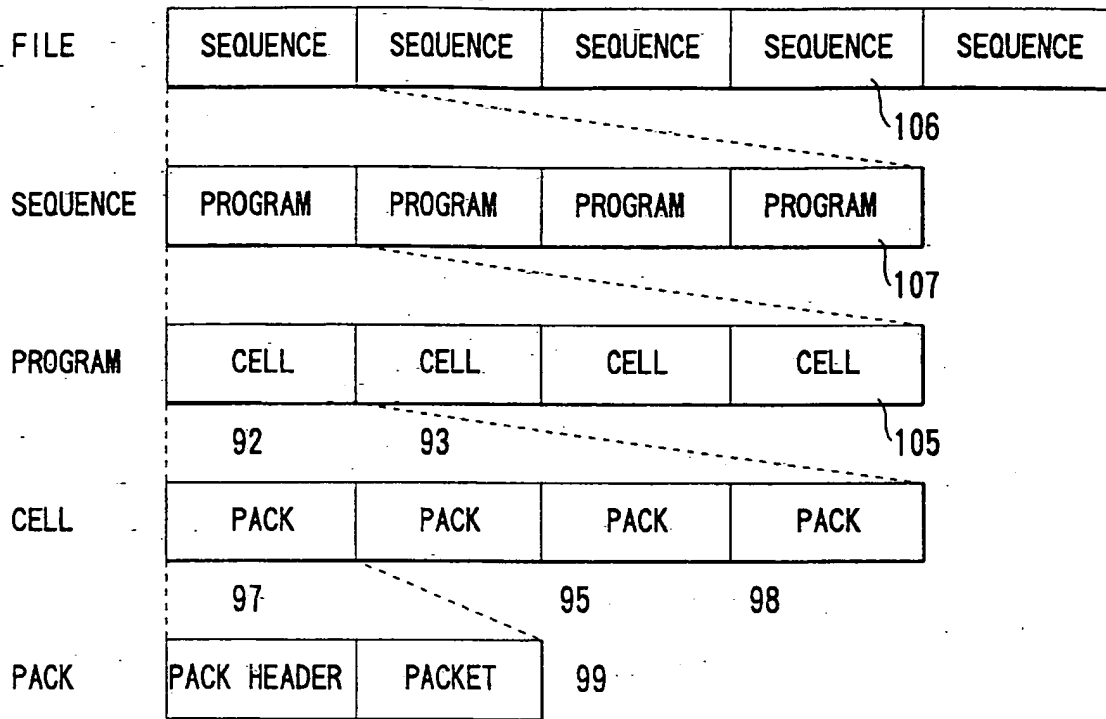 FILE SEQUENCE SEQUENCE SEQUENCE SEQUENCE SEQUENCE
106
SEQUENCE PROGRAM PROGRAM PROGRAM PROGRAM
107
PROGRAM CELL CELL CELL CELL
92 93 105
CELL PACK PACK PACK PACK
97 95 98
PACK PACK HEADER PACKET 99